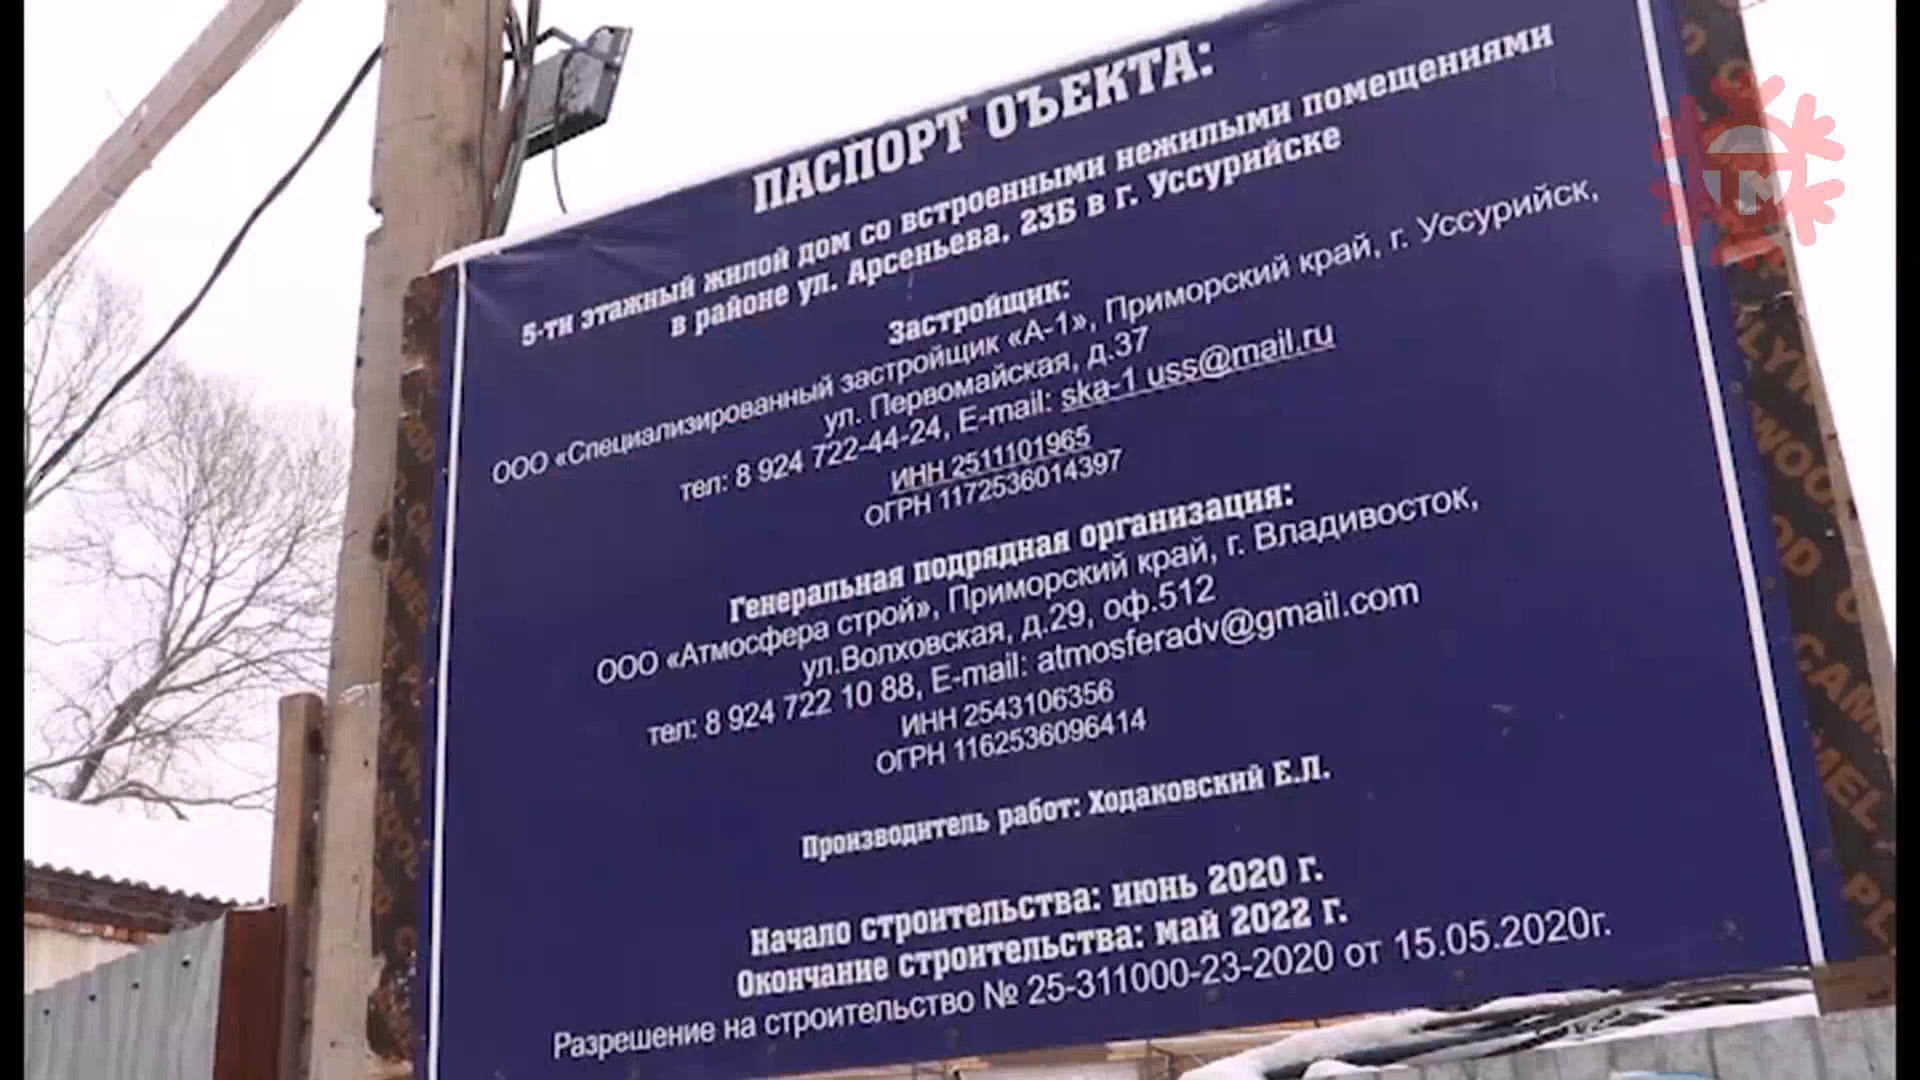 ПАСПОРТ ОЪЕКТА:
5-ти этажный жилой дом со встроенными нежилыми помещениями
в районе ул. Арсеньева, 23Б в г. Уссурийске
Застройщик:
ООО «Специализированный застройщик «А-1», Приморский край, г. Уссурийск,
ул. Первомайская, д.37
тел: 8 924 722-44-24, E-mail: ska-1 uss@mail.ru
ИНН 2511101965
ОГРН 1172536014397
Генеральная подрядная организация:
ООО «Атмосфера строй», Приморский край, г. Владивосток,
ул.Волховская, д.29, оф.512
тел: 8 924 722 10 88, E-mail: atmosferadv@gmail.com
ИНН 2543106356
ОГРН 1162536096414
Производитель работ: Ходаковский Е.П.
Начало строительства: июнь 2020 г.
Окончание строительства: май 2022 г.
Разрешение на строительство № 25-311000-23-2020 от 15.05.2020г.